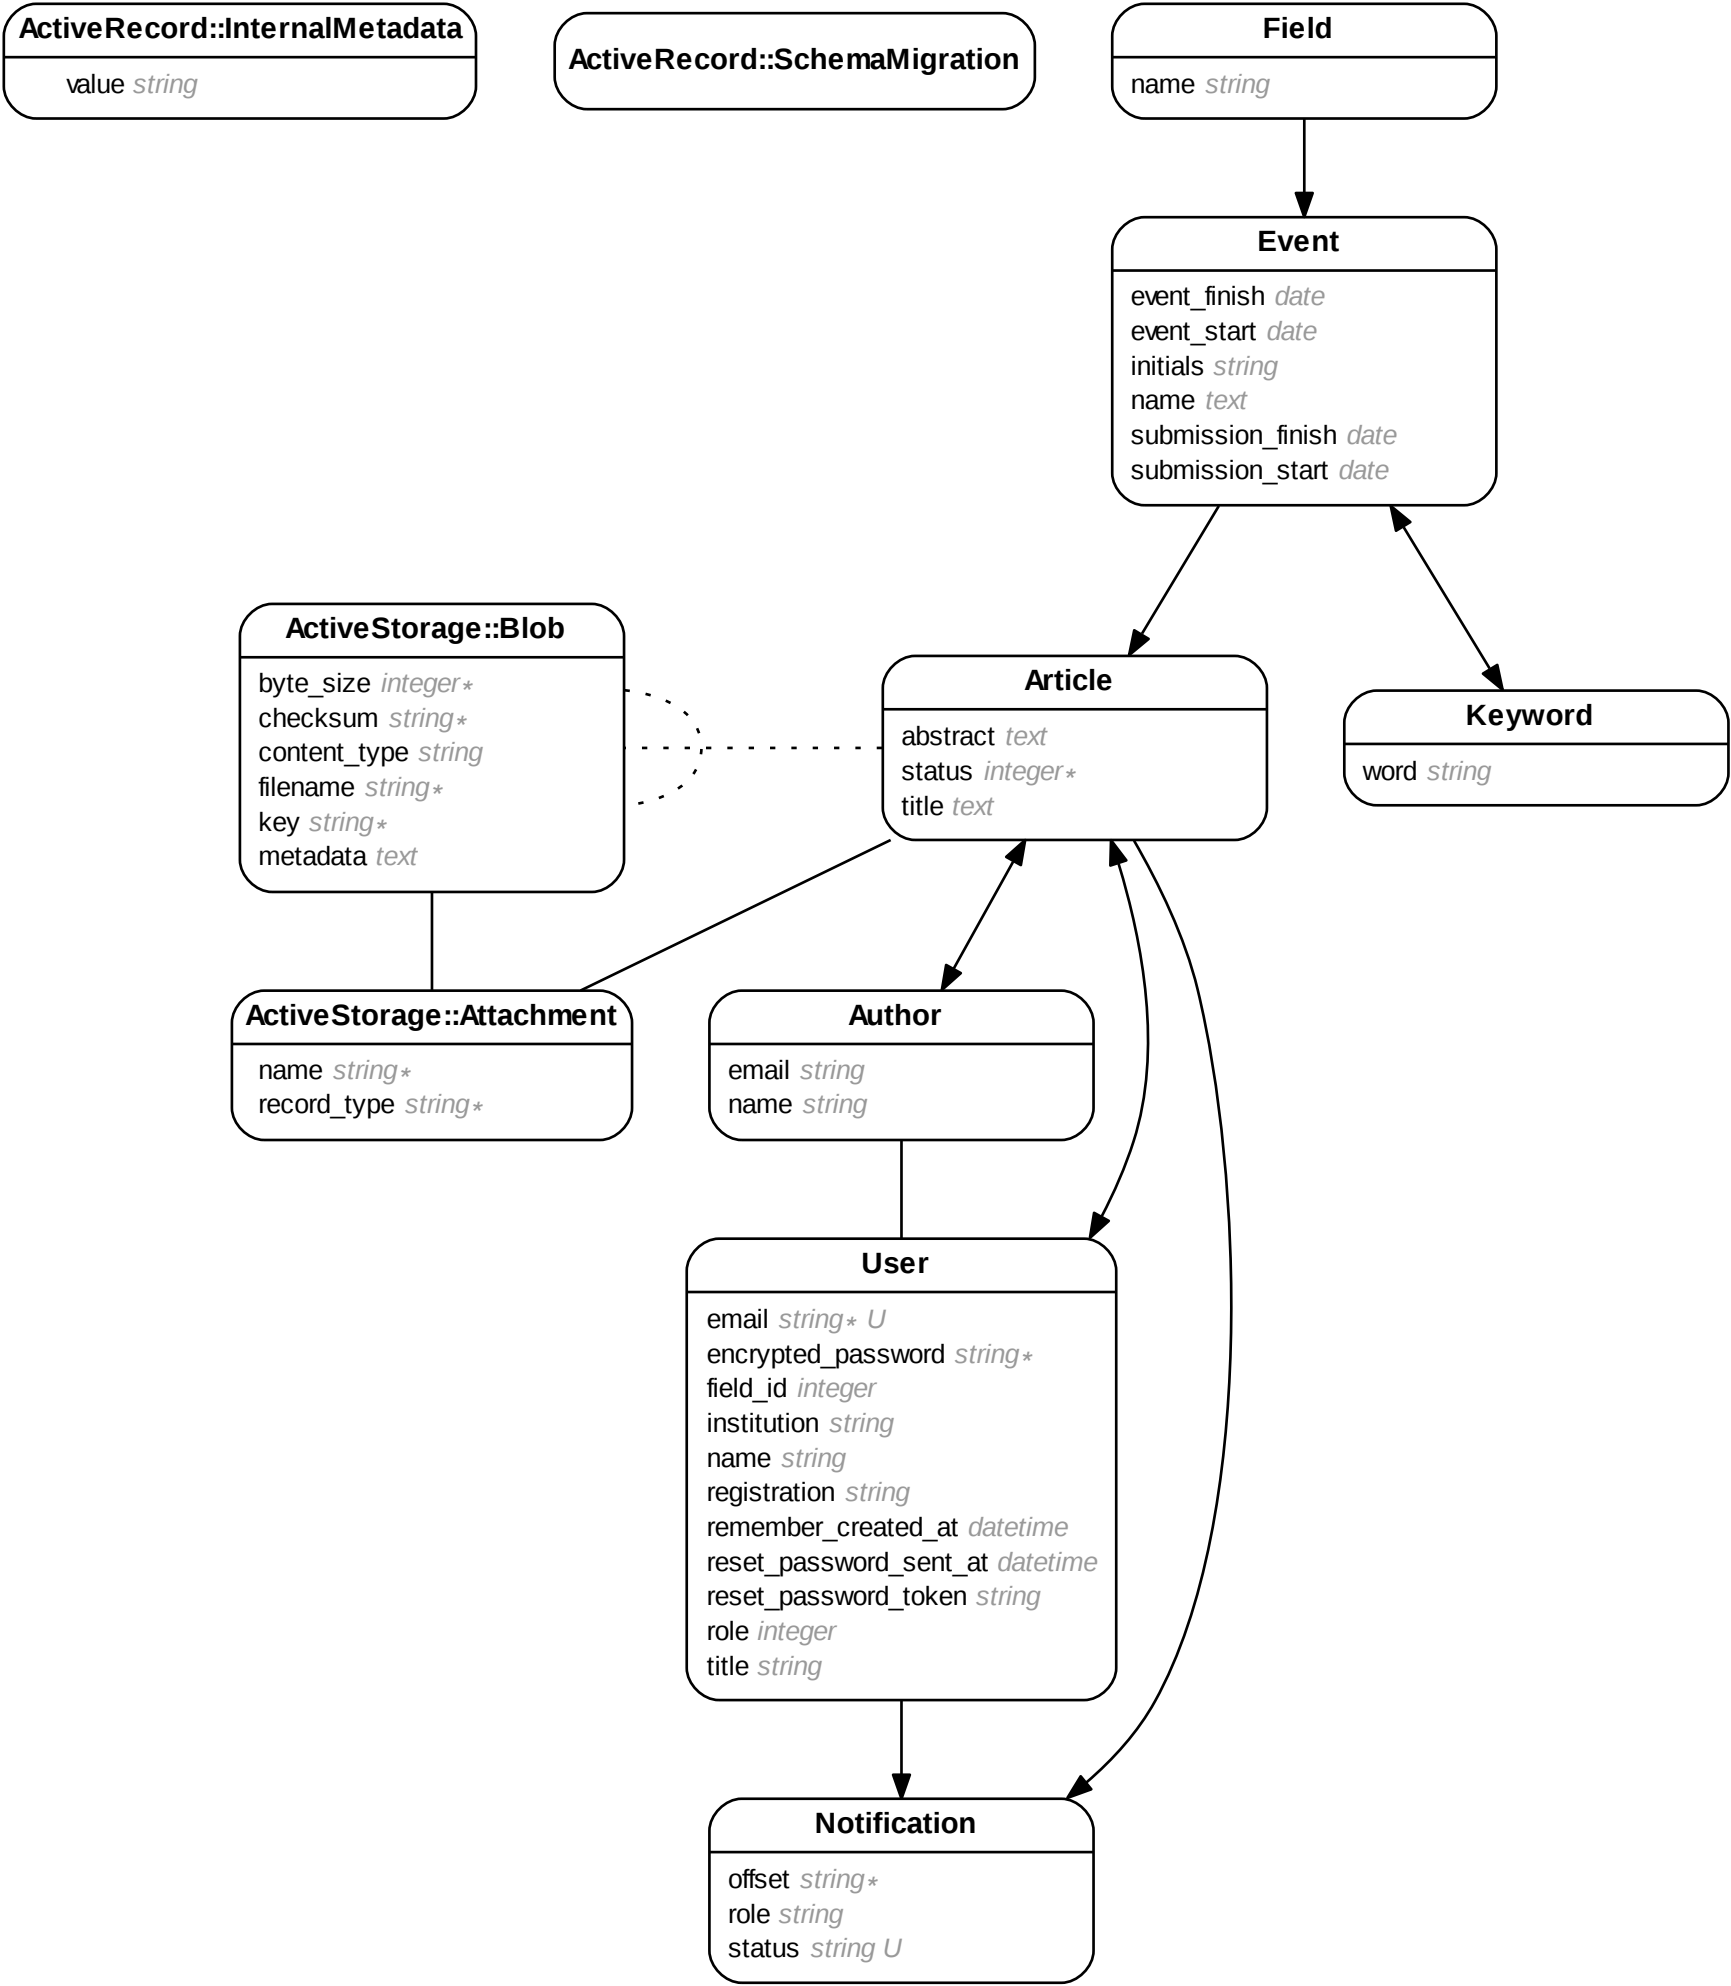 ActiveRecord::InternalMetadata
value string
ActiveRecord::SchemaMigration
Field
name string
Event
event_finish date
event_start date
initials string
name text
submission_finish date
submission_start date
ActiveStorage::Blob
byte_size integer*
checksum string*
content_type string
filename string*
key string*
metadata text
Article
abstract text
status integer*
title text
Keyword
word string
ActiveStorage::Attachment
name string*
record_type string*
Author
email string
name string
User
email string* U
encrypted_password string*
field_id integer
institution string
name string
registration string
remember_created_at datetime
reset_password_sent_at datetime
reset_password_token string
role integer
title string
Notification
offset string*
role string
status string U